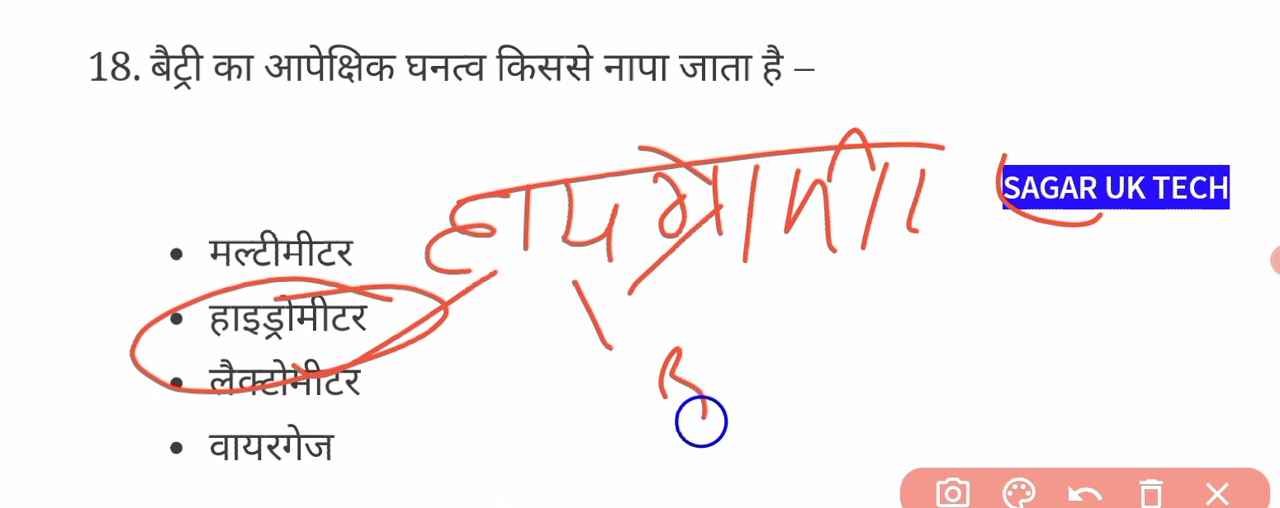 18. बैट्री का आपेक्षिक घनत्व किससे नापा जाता है –
SAGAR UK TECH
• मल्टीमीटर
• हाइड्रोमीटर
• लैक्टोमीटर
• वायरगेज